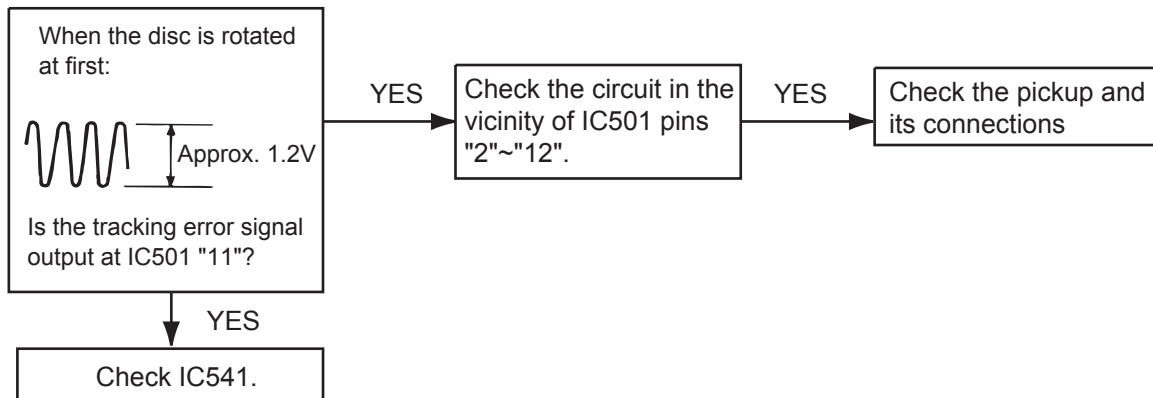 When the disc is rotated
at first:
Approx. 1.2V
Is the tracking error signal
output at IC501 "11"?
YES
Check the circuit in the
vicinity of IC501 pins
"2"~"12".
YES
Check the pickup and
its connections
YES
Check IC541.